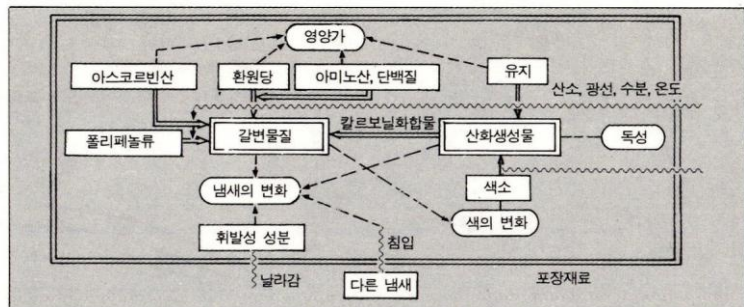 영양가
아스코르빈산
환원당
아미노산, 단백질
유지
산소, 광선, 수분, 온도
폴리페놀류
갈변물질
칼르보닐화합물
산화생성물
독성
냄새의 변화
색소
색의 변화
휘발성 성분
침입
날라감
다른 냄새
포장재료